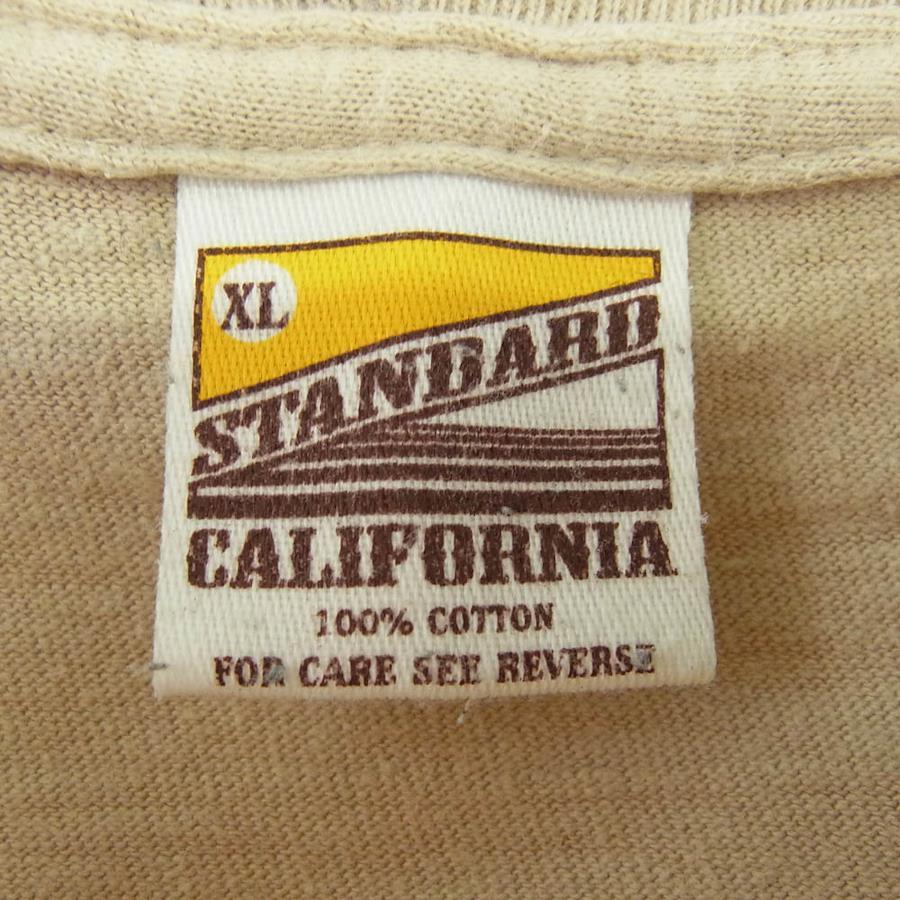 XL
STANDARD
CALIFORNIA
100% COTTON
FOR CARE SEE REVERSE